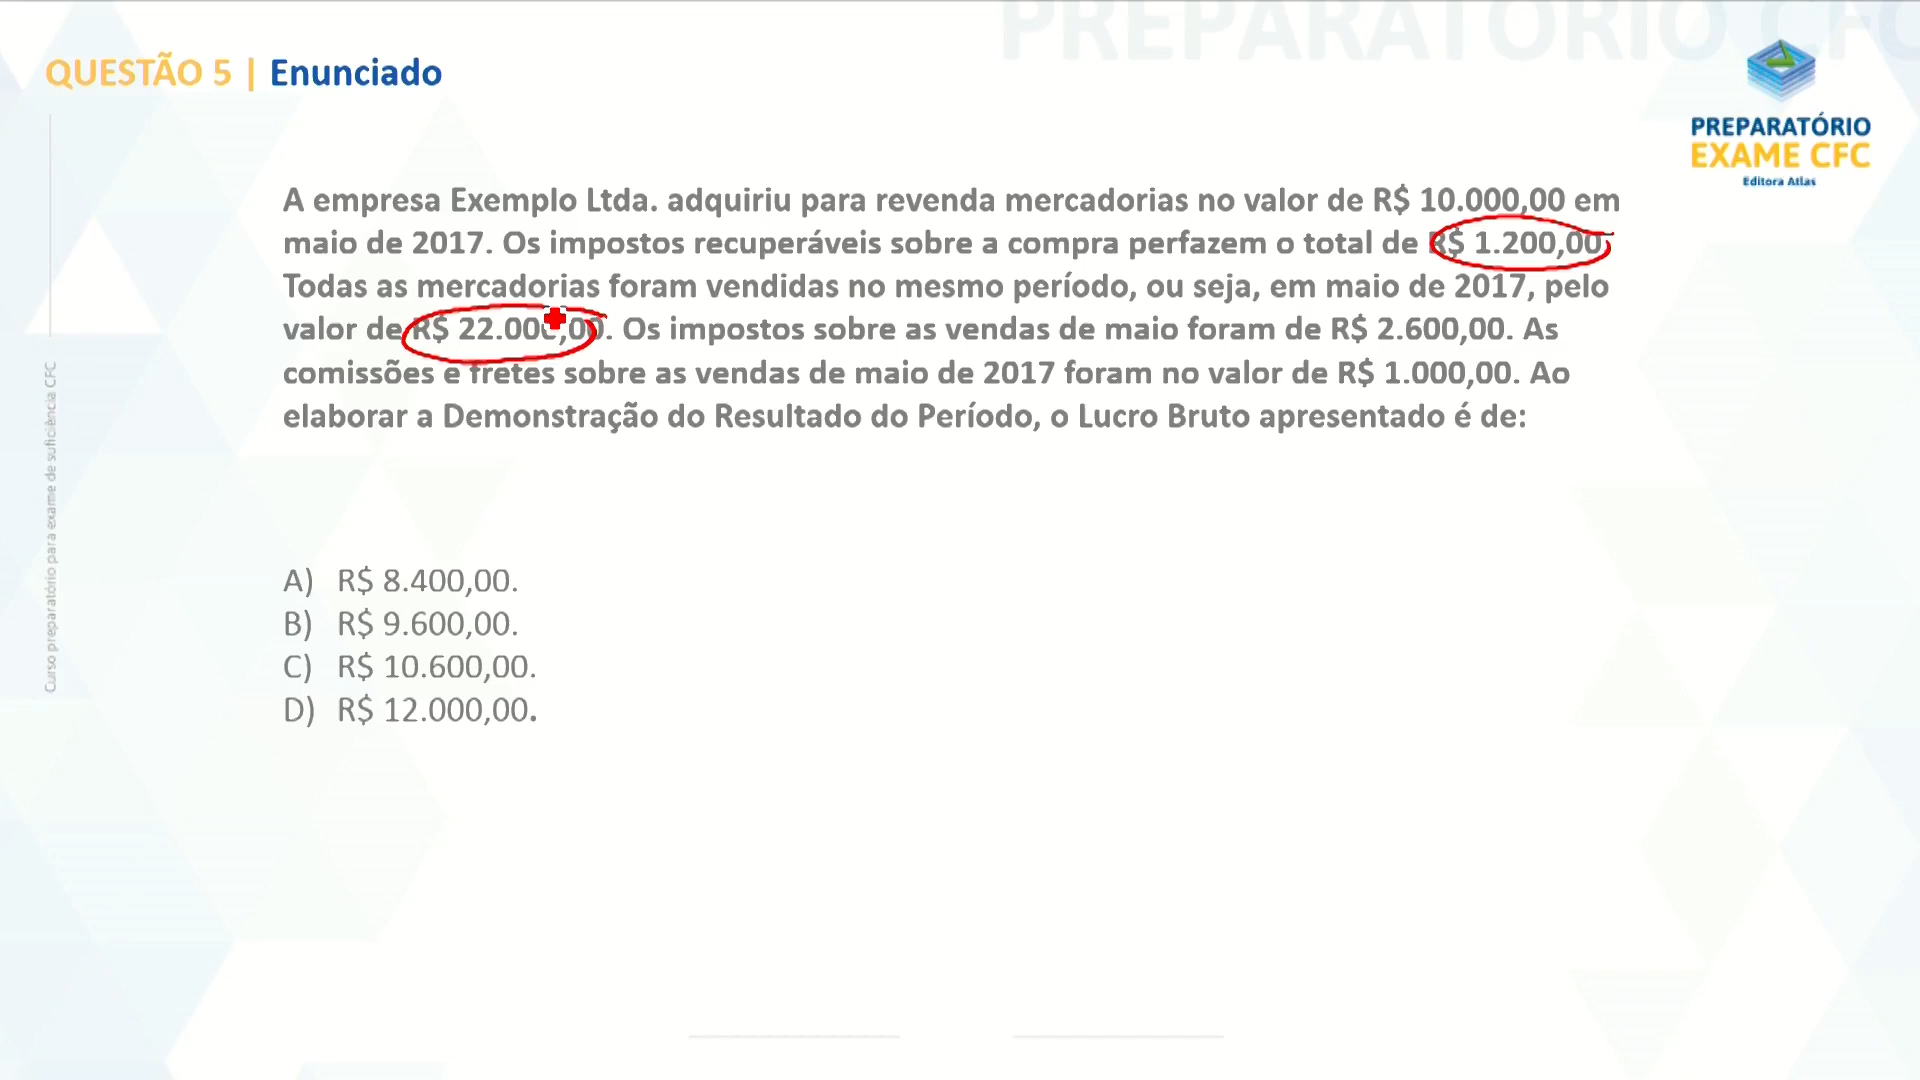 PREPARATÓRIO CFC
QUESTÃO 5 | Enunciado
PREPARATÓRIO
EXAME CFC
Editora Atlas
A empresa Exemplo Ltda. adquiriu para revenda mercadorias no valor de R$ 10.000,00 em
maio de 2017. Os impostos recuperáveis sobre a compra perfazem o total de R$ 1.200,00.
Todas as mercadorias foram vendidas no mesmo período, ou seja, em maio de 2017, pelo
valor de R$ 22.000,00. Os impostos sobre as vendas de maio foram de R$ 2.600,00. As
comissões e fretes sobre as vendas de maio de 2017 foram no valor de R$ 1.000,00. Ao
elaborar a Demonstração do Resultado do Período, o Lucro Bruto apresentado é de:
A) R$ 8.400,00.
B) R$ 9.600,00.
C) R$ 10.600,00.
D) R$ 12.000,00.
Curso preparatório para exame de suficiência CFC